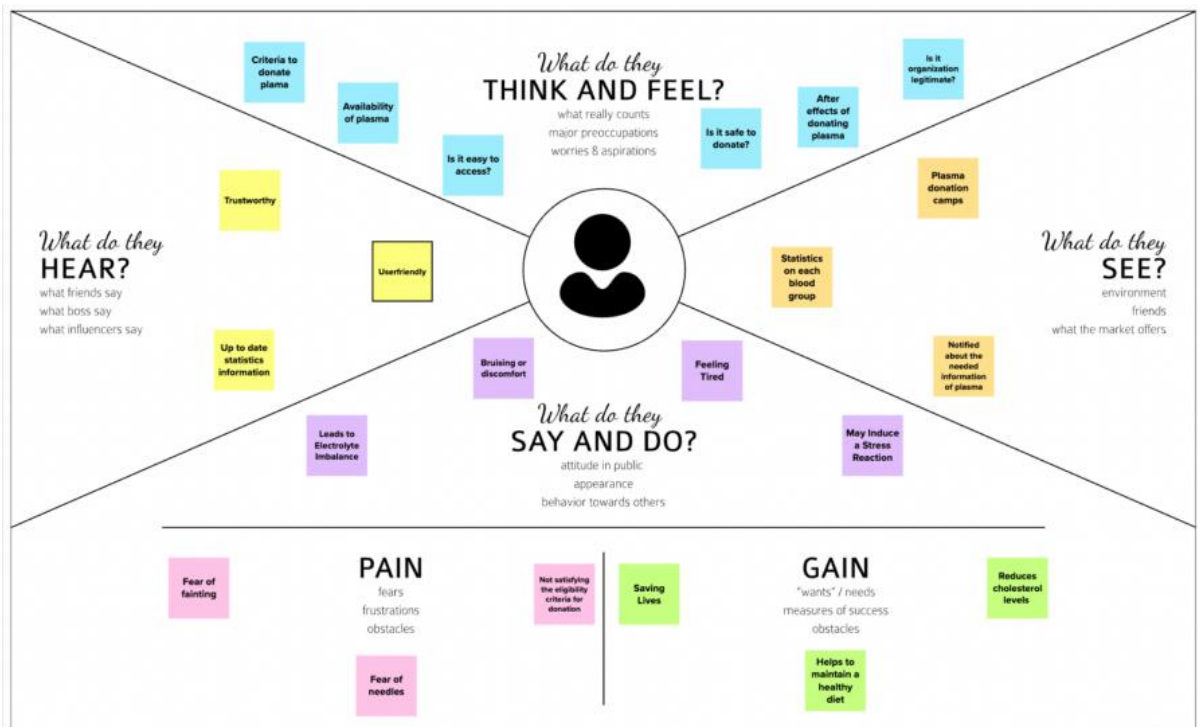 Criteria to
donate
plama
Availability
of plasma
Is it easy to
access?
What do they
THINK AND FEEL?
what really counts
major preoccupations
worries & aspirations
Is it safe to
donate?
After
effects of
donating
plasma
Is it
organization
legitimate?
What do they
HEAR?
what friends say
what boss say
what influencers say
Trustworthy
Userfriendly
Up to date
statistics
information
What do they
SEE?
environment
friends
what the market offers
Plasma
donation
camps
Statistics
on each
blood
group
Notified
about the
needed
information
of plasma
Bruising or
discomfort
Feeling
Tired
Leads to
Electrolyte
Imbalance
What do they
SAY AND DO?
attitude in public
appearance
behavior towards others
May Induce
a Stress
Reaction
Fear of
fainting
PAIN
fears
frustrations
obstacles
Not satisfying
the eligibility
criteria for
donation
Fear of
needles
Saving
Lives
GAIN
"wants" / needs
measures of success
obstacles
Reduces
cholesterol
levels
Helps to
maintain a
healthy
diet